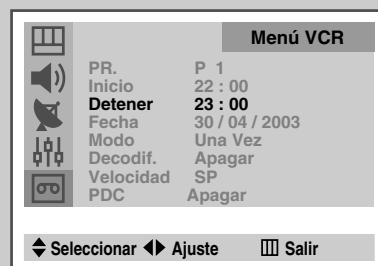 Menú VCR
PR. P 1
Inicio 22 : 00
Detener 23 : 00
Fecha 30 / 04 / 2003
Modo Una Vez
Decodif. Apagar
Velocidad SP
PDC Apagar
Seleccionar Ajuste Salir